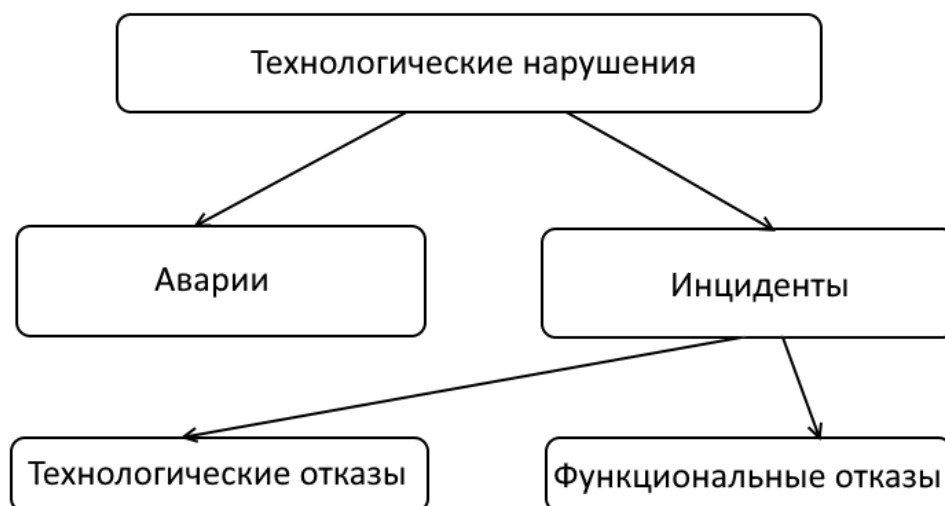 Технологические нарушения
Аварии
Инциденты
Технологические отказы
Функциональные отказы